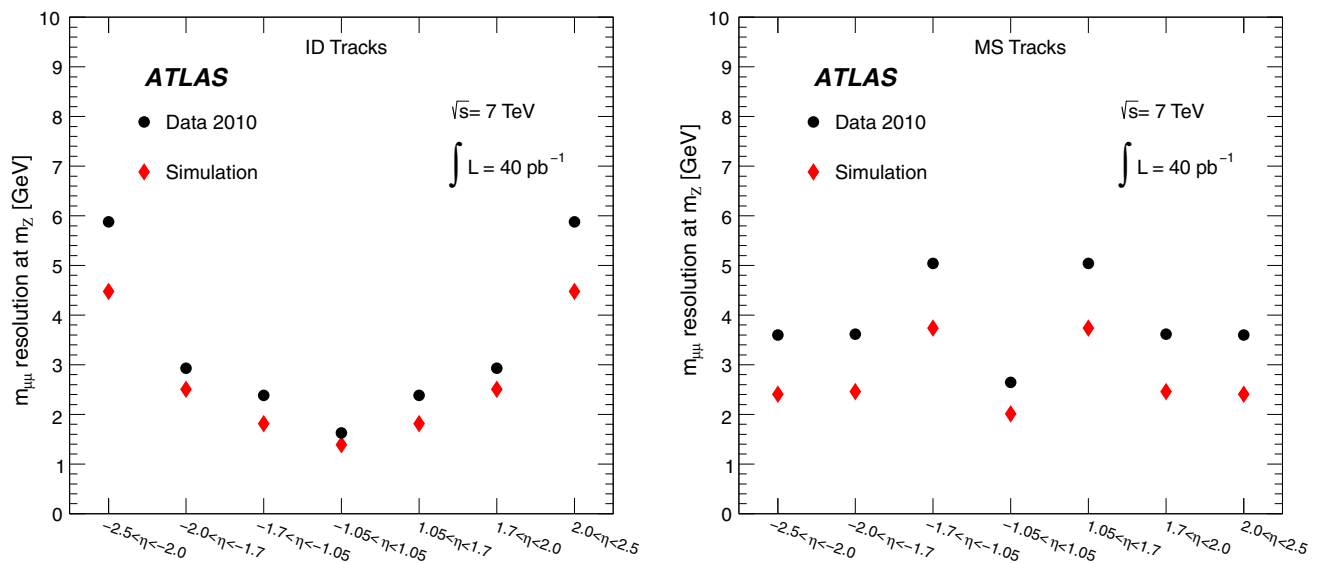 ID Tracks
ATLAS
Data 2010
Simulation
√s= 7 TeV
∫ L = 40 pb⁻¹
m_μμ resolution at m_Z [GeV]
10
9
8
7
6
5
4
3
2
1
0
−2.5<η<−2.0
−2.0<η<−1.7
−1.7<η<−1.05
−1.05<η<1.05
1.05<η<1.7
1.7<η<2.0
2.0<η<2.5
MS Tracks
ATLAS
Data 2010
Simulation
√s= 7 TeV
∫ L = 40 pb⁻¹
m_μμ resolution at m_Z [GeV]
10
9
8
7
6
5
4
3
2
1
0
−2.5<η<−2.0
−2.0<η<−1.7
−1.7<η<−1.05
−1.05<η<1.05
1.05<η<1.7
1.7<η<2.0
2.0<η<2.5